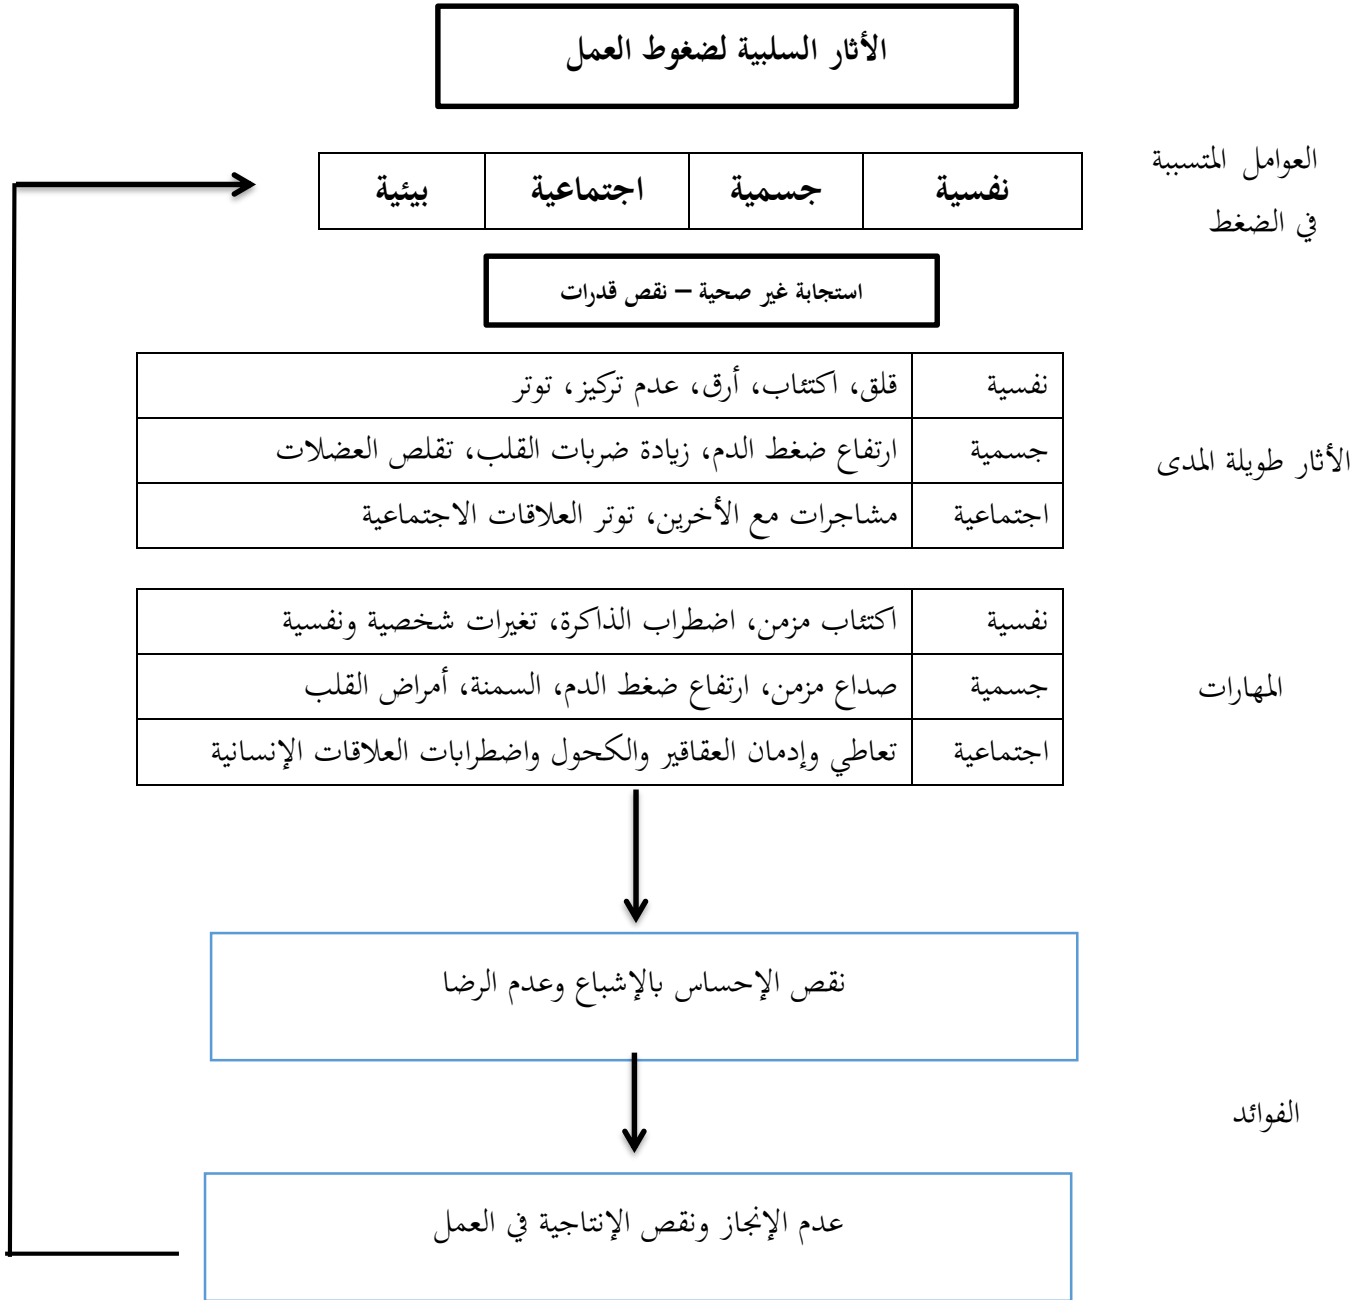 الأثار السلبية لضغوط العمل
العوامل المتسببة
في الضغط
نفسية جسمية اجتماعية بيئية
استجابة غير صحية – نقص قدرات
نفسية قلق، اكتئاب، أرق، عدم تركيز، توتر
الأثار طويلة المدى
جسمية ارتفاع ضغط الدم، زيادة ضربات القلب، تقلص العضلات
اجتماعية مشاجرات مع الأخرين، توتر العلاقات الاجتماعية
نفسية اكتئاب مزمن، اضطراب الذاكرة، تغيرات شخصية ونفسية
المهارات
جسمية صداع مزمن، ارتفاع ضغط الدم، السمنة، أمراض القلب
اجتماعية تعاطي وإدمان العقاقير والكحول واضطرابات العلاقات الإنسانية
نقص الإحساس بالإشباع وعدم الرضا
الفوائد
عدم الإنجاز ونقص الإنتاجية في العمل